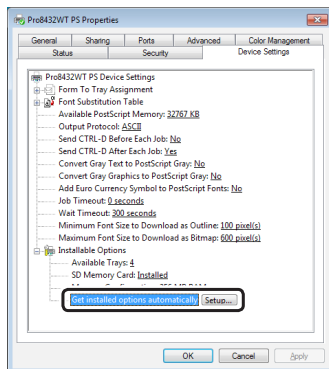 Pro8432WT PS Properties
General Sharing Ports Advanced Color Management
Status Security Device Settings
Pro8432WT PS Device Settings
Form To Tray Assignment
Font Substitution Table
Available PostScript Memory: 32767 KB
Output Protocol: ASCII
Send CTRL-D Before Each Job: No
Send CTRL-D After Each Job: Yes
Convert Gray Text to PostScript Gray: No
Convert Gray Graphics to PostScript Gray: No
Add Euro Currency Symbol to PostScript Fonts: No
Job Timeout: 0 seconds
Wait Timeout: 300 seconds
Minimum Font Size to Download as Outline: 100 pixel(s)
Maximum Font Size to Download as Bitmap: 600 pixel(s)
Installable Options
Available Trays: 4
SD Memory Card: Installed
Get installed options automatically Setup...
OK Cancel Apply